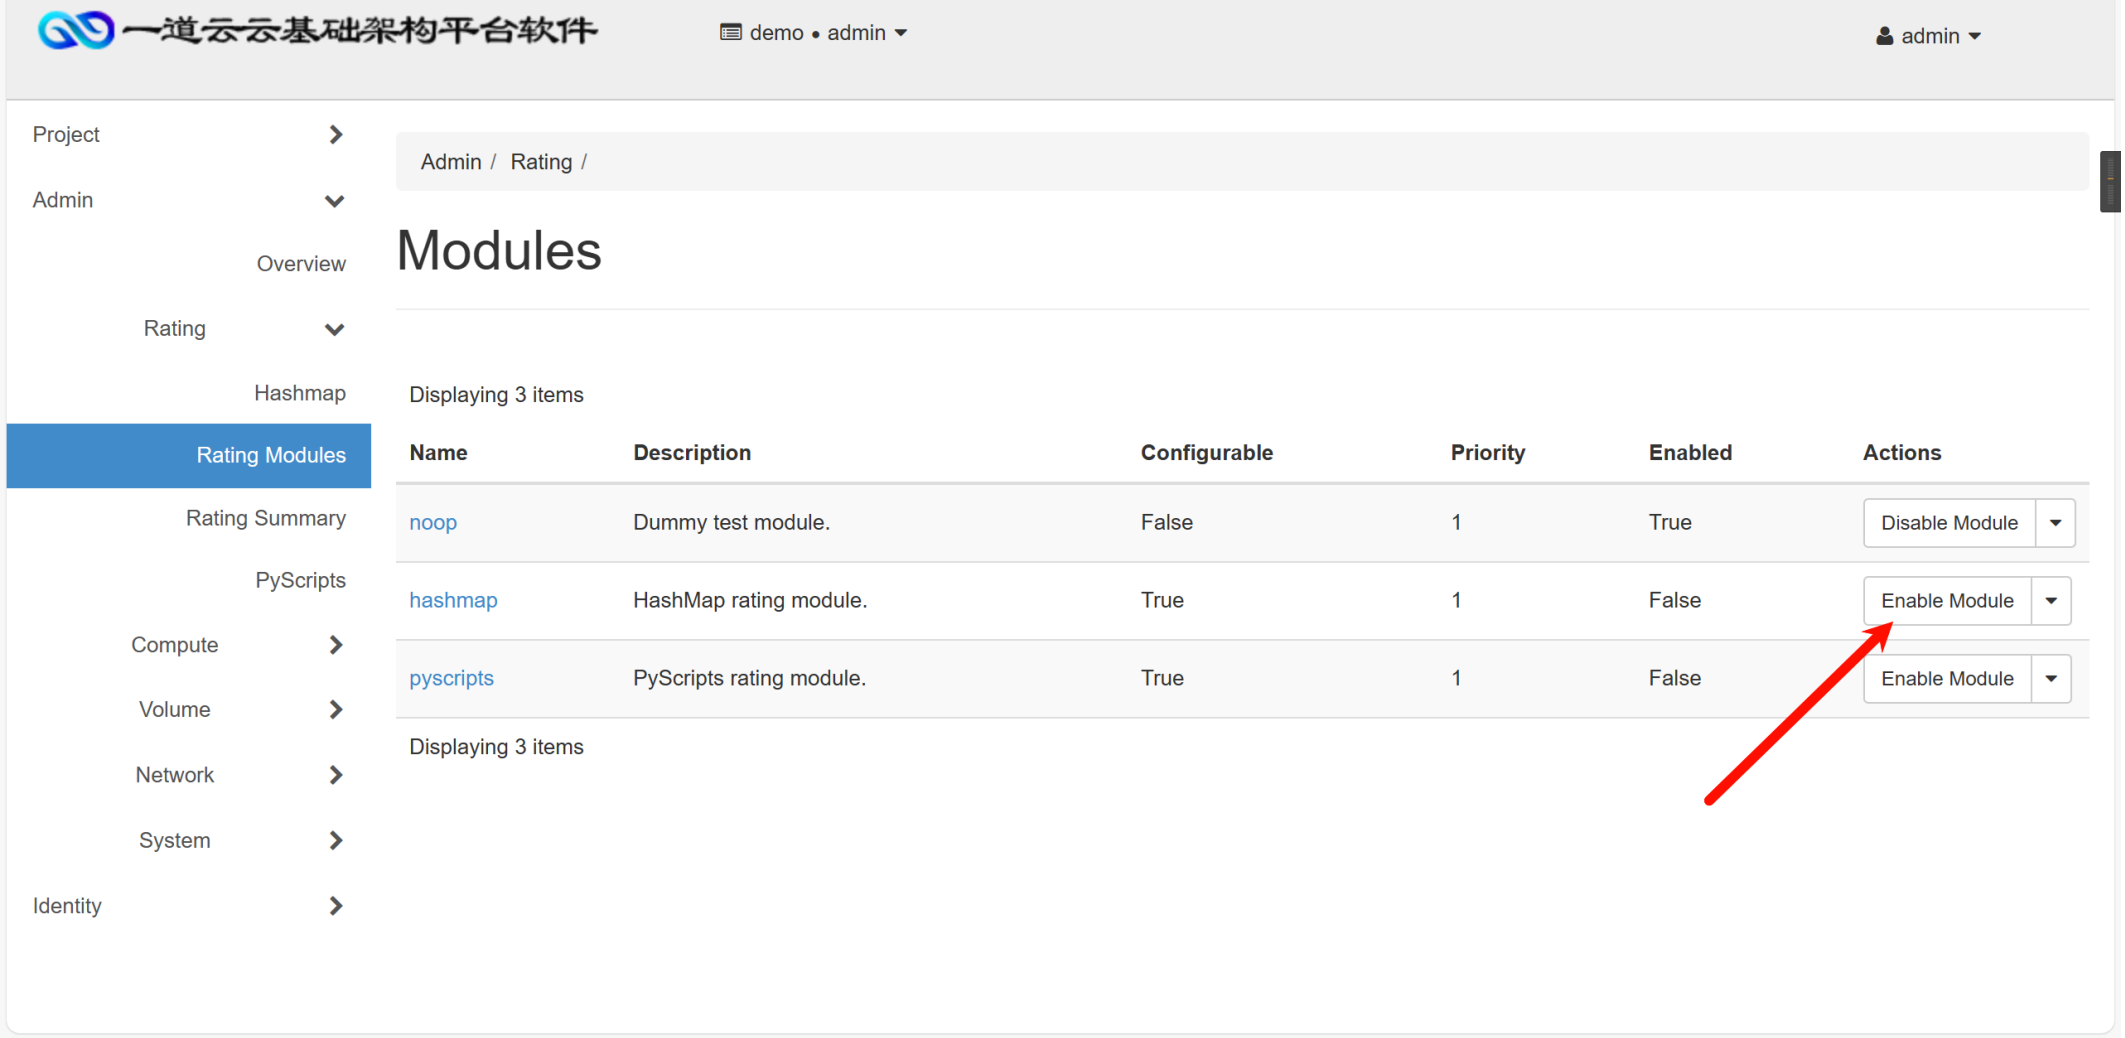 一道云云基础架构平台软件
demo • admin
admin
Project
Admin
Overview
Rating
Hashmap
Rating Modules
Rating Summary
PyScripts
Compute
Volume
Network
System
Identity
Admin / Rating /
Modules
Displaying 3 items
Name Description Configurable Priority Enabled Actions
noop Dummy test module. False 1 True Disable Module
hashmap HashMap rating module. True 1 False Enable Module
pyscripts PyScripts rating module. True 1 False Enable Module
Displaying 3 items